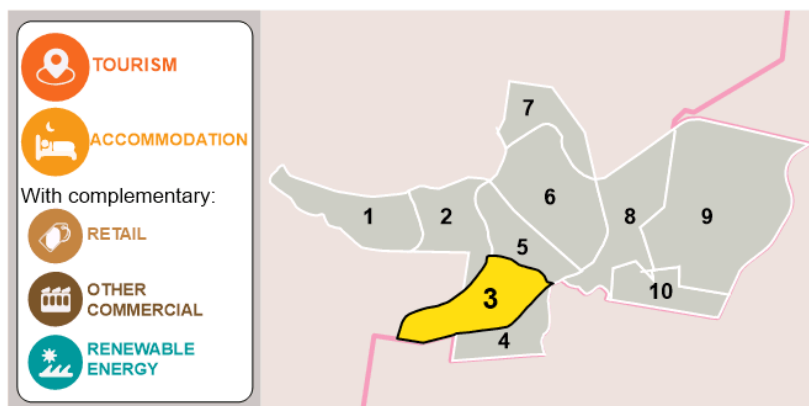 TOURISM
ACCOMMODATION
With complementary:
RETAIL
OTHER
COMMERCIAL
RENEWABLE
ENERGY
7
6
1
2
8
9
5
3
10
4